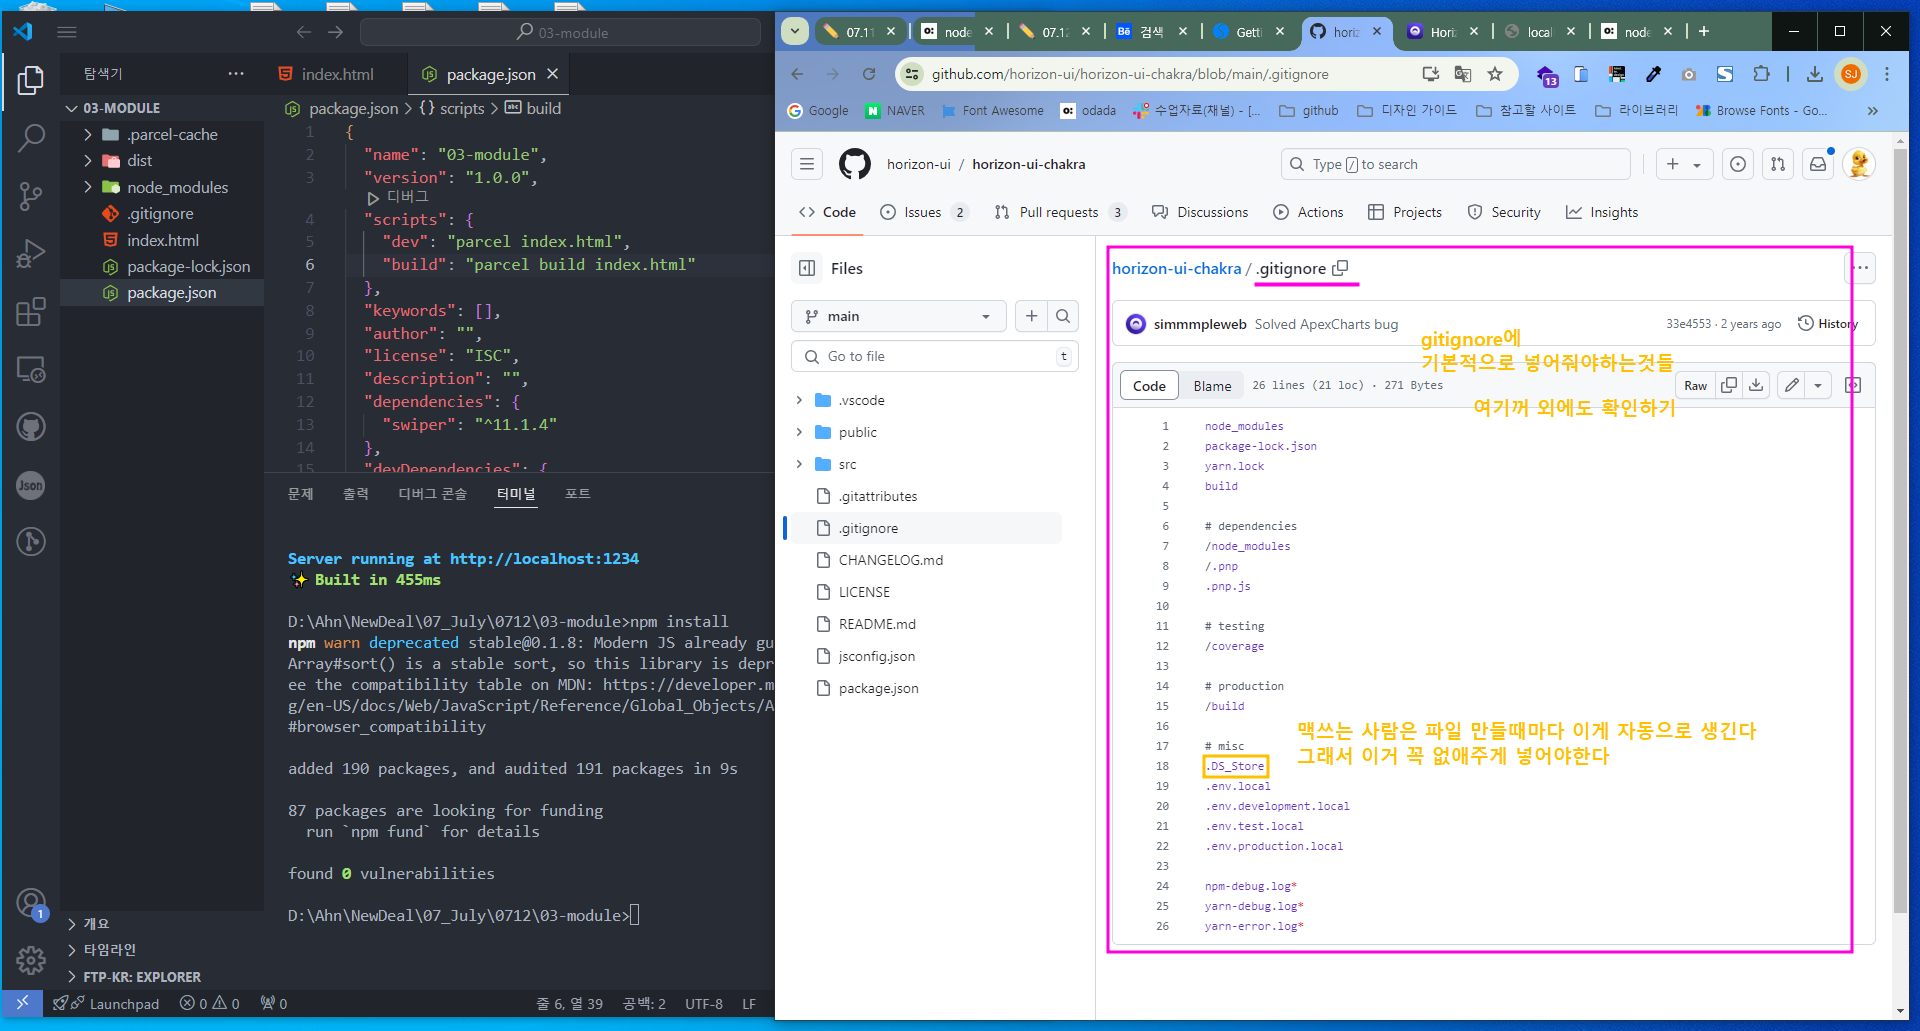 03-module
탐색기
index.html
package.json
03-MODULE
.parcel-cache
dist
node_modules
.gitignore
index.html
package-lock.json
package.json
package.json > {} scripts > build
1 {
2 "name": "03-module",
3 "version": "1.0.0",
디버그
4 "scripts": {
5 "dev": "parcel index.html",
6 "build": "parcel build index.html"
7 },
8 "keywords": [],
9 "author": "",
10 "license": "ISC",
11 "description": "",
12 "dependencies": {
13 "swiper": "^11.1.4"
14 },
15 "devDependencies": {
문제 출력 디버그 콘솔 터미널 포트
Server running at http://localhost:1234
✨ Built in 455ms
D:\Ahn\NewDeal\07_July\0712\03-module>npm install
npm warn deprecated stable@0.1.8: Modern JS already gu
Array#sort() is a stable sort, so this library is depr
ee the compatibility table on MDN: https://developer.m
g/en-US/docs/Web/JavaScript/Reference/Global_Objects/A
#browser_compatibility
added 190 packages, and audited 191 packages in 9s
87 packages are looking for funding
run `npm fund` for details
found 0 vulnerabilities
D:\Ahn\NewDeal\07_July\0712\03-module>
Json
1
개요
타임라인
FTP-KR: EXPLORER
Launchpad 0 0 0
줄 6, 열 39 공백: 2 UTF-8 LF
07.11 node 07.12 Bē 검색 Getti horiz Horiz local node
github.com/horizon-ui/horizon-ui-chakra/blob/main/.gitignore
13
SJ
Google NAVER Font Awesome odada 수업자료(채널) - [... github 디자인 가이드 참고할 사이트 라이브러리 Browse Fonts - Go... »
horizon-ui / horizon-ui-chakra
Type / to search
Code Issues 2 Pull requests 3 Discussions Actions Projects Security Insights
Files
main
Go to file t
.vscode
public
src
.gitattributes
.gitignore
CHANGELOG.md
LICENSE
README.md
jsconfig.json
package.json
horizon-ui-chakra / .gitignore
simmmpleweb Solved ApexCharts bug 33e4553 · 2 years ago History
gitignore에
기본적으로 넣어줘야하는것들
Code Blame 26 lines (21 loc) · 271 Bytes Raw
여기꺼 외에도 확인하기
1 node_modules
2 package-lock.json
3 yarn.lock
4 build
5
6 # dependencies
7 /node_modules
8 /.pnp
9 .pnp.js
10
11 # testing
12 /coverage
13
14 # production
15 /build
16
17 # misc
18 .DS_Store
19 .env.local
20 .env.development.local
21 .env.test.local
22 .env.production.local
23
24 npm-debug.log*
25 yarn-debug.log*
26 yarn-error.log*
맥쓰는 사람은 파일 만들때마다 이게 자동으로 생긴다
그래서 이거 꼭 없애주게 넣어야한다